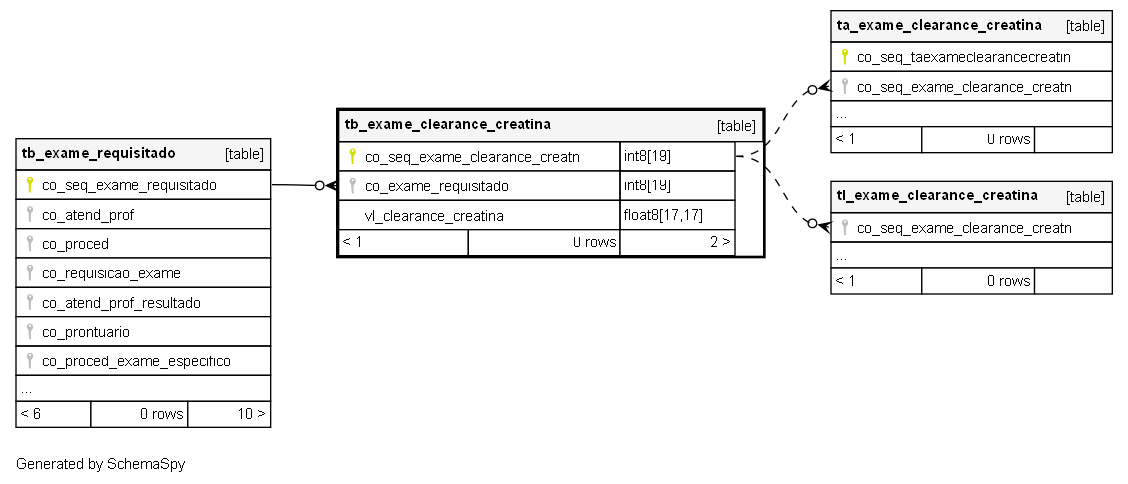 tb_exame_requisitado [table]
co_seq_exame_requisitado
co_atend_prof
co_proced
co_requisicao_exame
co_atend_prof_resultado
co_prontuario
co_proced_exame_especifico
...
< 6 0 rows 10 >
tb_exame_clearance_creatina [table]
co_seq_exame_clearance_creatn int8[19]
co_exame_requisitado int8[19]
vl_clearance_creatina float8[17,17]
< 1 0 rows 2 >
ta_exame_clearance_creatina [table]
co_seq_taexameclearancecreatin
co_seq_exame_clearance_creatn
...
< 1 0 rows
tl_exame_clearance_creatina [table]
co_seq_exame_clearance_creatn
...
< 1 0 rows
Generated by SchemaSpy